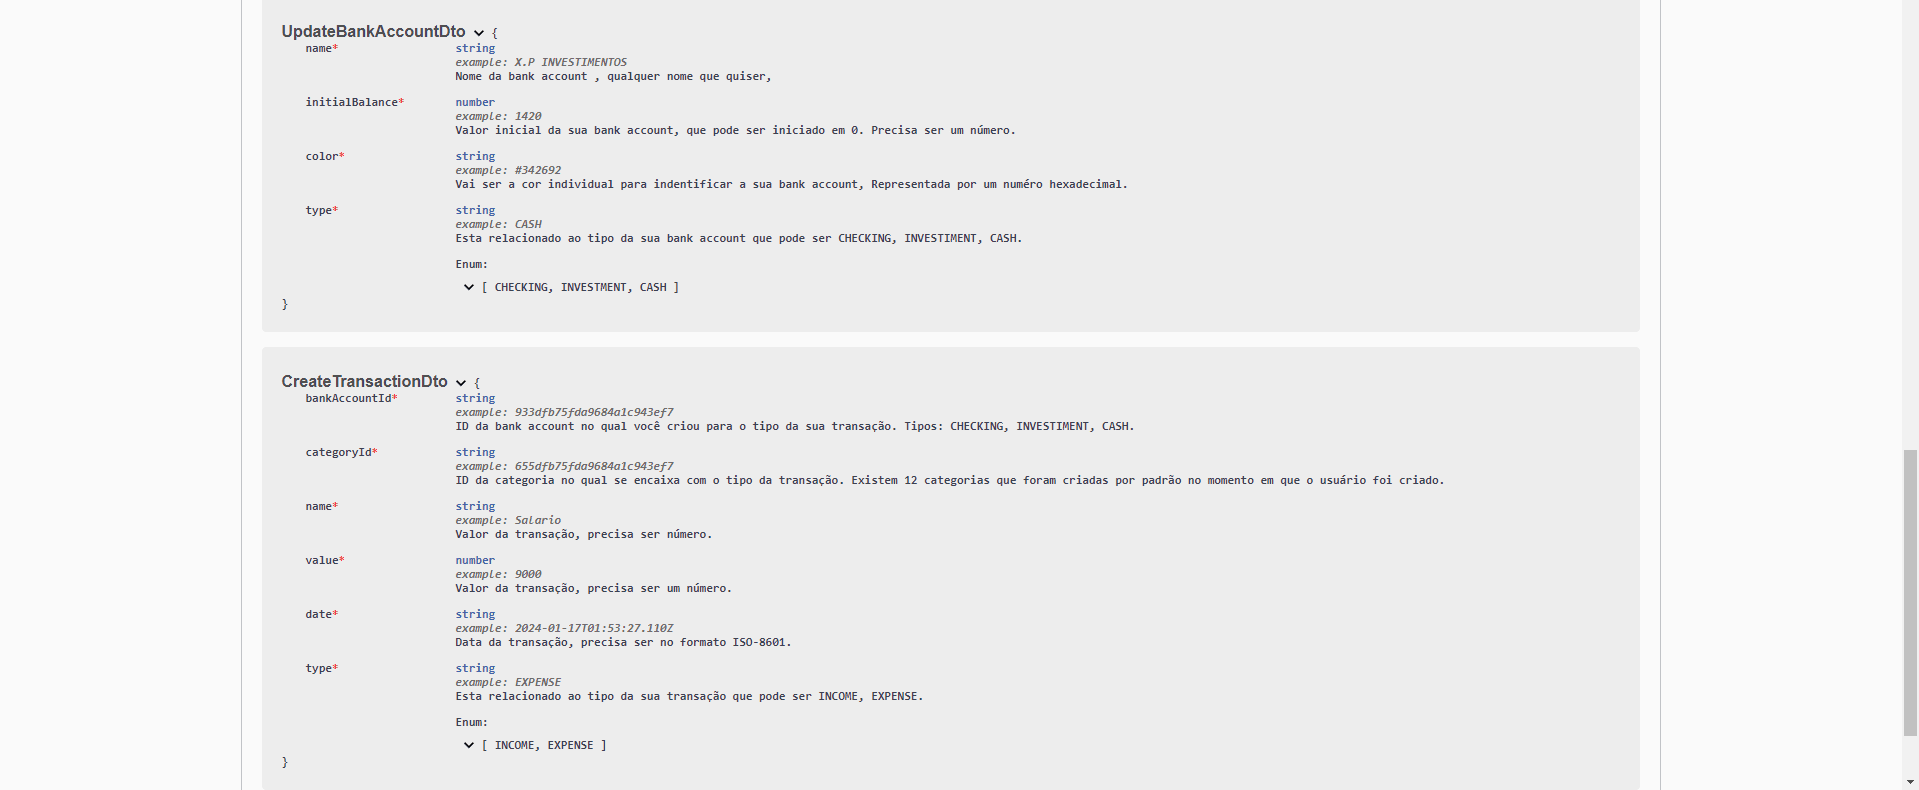 UpdateBankAccountDto {
name* string
example: X.P INVESTIMENTOS
Nome da bank account , qualquer nome que quiser,
initialBalance* number
example: 1420
Valor inicial da sua bank account, que pode ser iniciado em 0. Precisa ser um número.
color* string
example: #342692
Vai ser a cor individual para indentificar a sua bank account, Representada por um numéro hexadecimal.
type* string
example: CASH
Esta relacionado ao tipo da sua bank account que pode ser CHECKING, INVESTIMENT, CASH.
Enum:
[ CHECKING, INVESTMENT, CASH ]
}
CreateTransactionDto {
bankAccountId* string
example: 933dfb75fda9684a1c943ef7
ID da bank account no qual você criou para o tipo da sua transação. Tipos: CHECKING, INVESTIMENT, CASH.
categoryId* string
example: 655dfb75fda9684a1c943ef7
ID da categoria no qual se encaixa com o tipo da transação. Existem 12 categorias que foram criadas por padrão no momento em que o usuário foi criado.
name* string
example: Salario
Valor da transação, precisa ser número.
value* number
example: 9000
Valor da transação, precisa ser um número.
date* string
example: 2024-01-17T01:53:27.110Z
Data da transação, precisa ser no formato ISO-8601.
type* string
example: EXPENSE
Esta relacionado ao tipo da sua transação que pode ser INCOME, EXPENSE.
Enum:
[ INCOME, EXPENSE ]
}